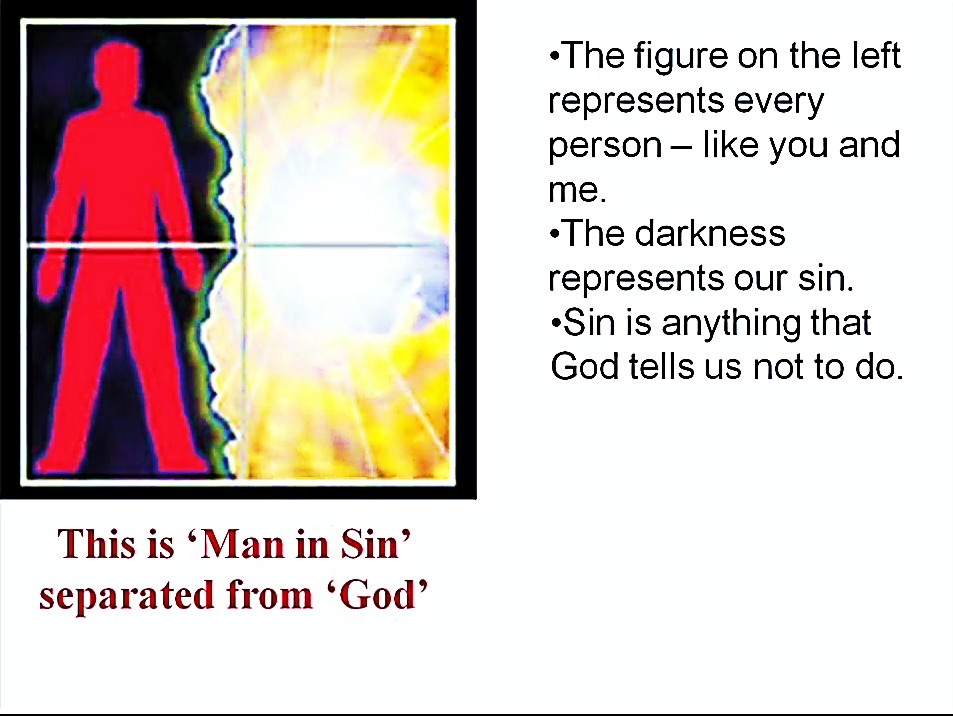 •The figure on the left
represents every
person – like you and
me.
•The darkness
represents our sin.
•Sin is anything that
God tells us not to do.
This is ‘Man in Sin’
separated from ‘God’